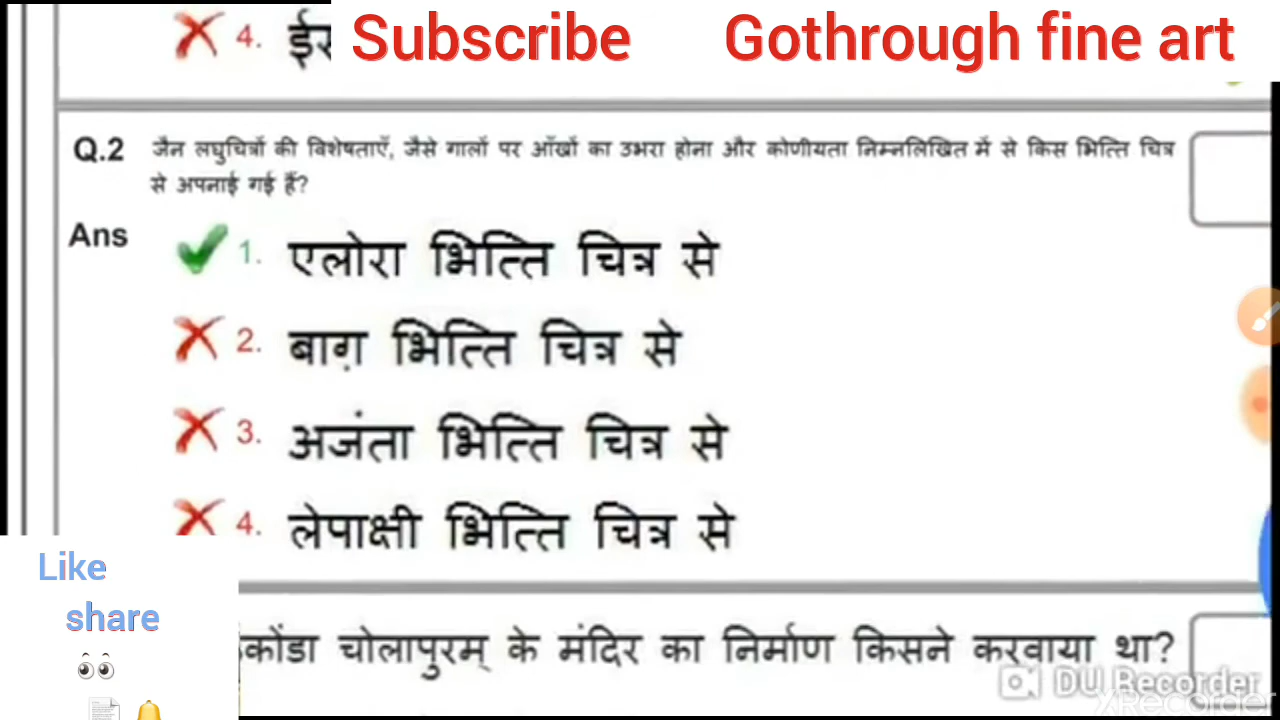 Subscribe Gothrough fine art
4.
Q.2 जैन लघुचित्रों की विशेषताएँ, जैसे गालों पर आँखों का उभरा होना और कोणीयता निम्नलिखित में से किस भित्ति चित्र
से अपनाई गई हैं?
Ans
1. एलोरा भित्ति चित्र से
2. बाग़ भित्ति चित्र से
3. अजंता भित्ति चित्र से
4. लेपाक्षी भित्ति चित्र से
Like
share
चोलापुरम् के मंदिर का निर्माण किसने करवाया था?
DU Recorder
XRecorder